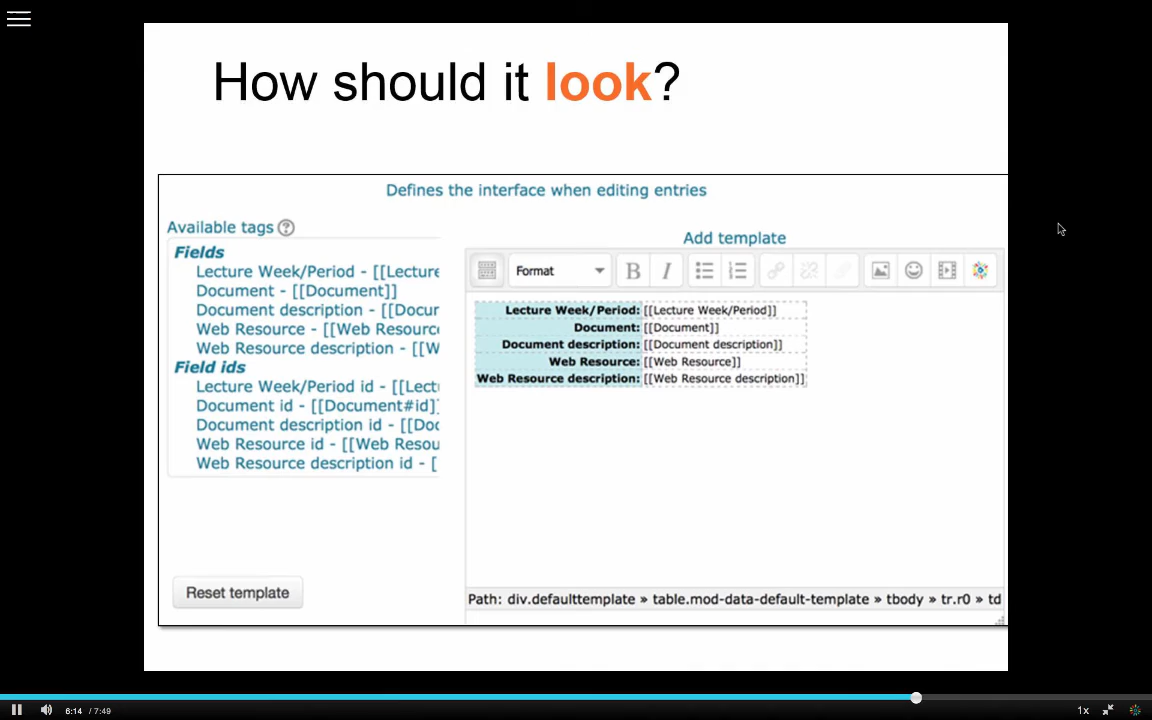 How should it look?
Defines the interface when editing entries
Available tags ?
Fields
Lecture Week/Period - [[Lecture
Document - [[Document]]
Document description - [[Docur
Web Resource - [[Web Resourc
Web Resource description - [[W
Field ids
Lecture Week/Period id - [[Lect
Document id - [[Document#id]]
Document description id - [[Doc
Web Resource id - [[Web Resou
Web Resource description id - [
Reset template
Add template
Format
B I
Lecture Week/Period: [[Lecture Week/Period]]
Document: [[Document]]
Document description: [[Document description]]
Web Resource: [[Web Resource]]
Web Resource description: [[Web Resource description]]
Path: div.defaulttemplate » table.mod-data-default-template » tbody » tr.r0 » td
6:14 / 7:49
1x